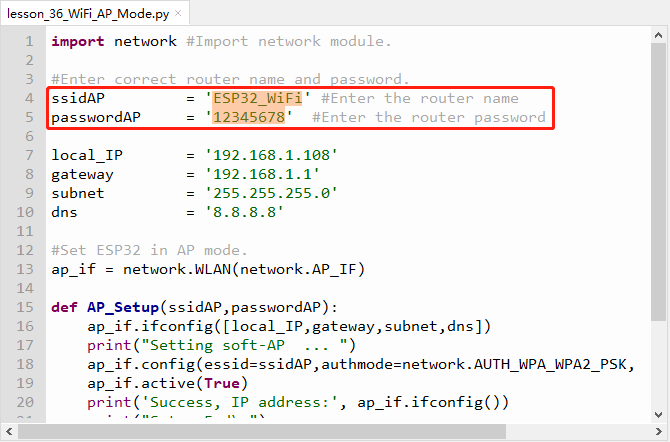 lesson_36_WiFi_AP_Mode.py ×
1 import network #Import network module.
2
3 #Enter correct router name and password.
4 ssidAP         = 'ESP32_WiFi' #Enter the router name
5 passwordAP     = '12345678'  #Enter the router password
6
7 local_IP       = '192.168.1.108'
8 gateway        = '192.168.1.1'
9 subnet         = '255.255.255.0'
10 dns            = '8.8.8.8'
11
12 #Set ESP32 in AP mode.
13 ap_if = network.WLAN(network.AP_IF)
14
15 def AP_Setup(ssidAP,passwordAP):
16     ap_if.ifconfig([local_IP,gateway,subnet,dns])
17     print("Setting soft-AP  ... ")
18     ap_if.config(essid=ssidAP,authmode=network.AUTH_WPA_WPA2_PSK,
19     ap_if.active(True)
20     print('Success, IP address:', ap_if.ifconfig())
21